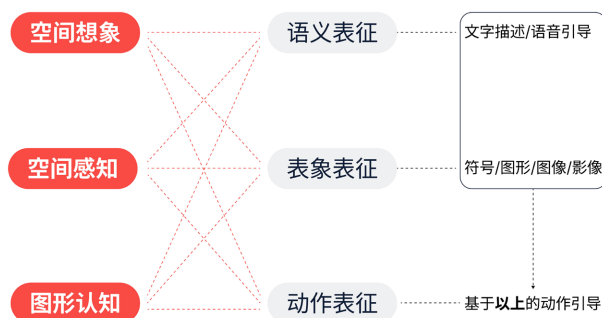 空间想象
语义表征
文字描述/语音引导
空间感知
表象表征
符号/图形/图像/影像
图形认知
动作表征
基于以上的动作引导